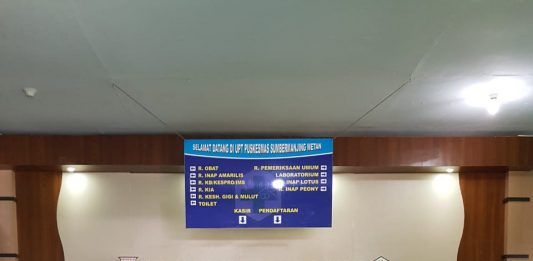 SELAMAT DATANG DI UPT PUSKESMAS SUMBERMANJING WETAN
R. OBAT
R. INAP AMARILIS
R. KB/KESPRO/IMS
R. KIA
R. KESH. GIGI & MULUT
TOILET
R. PEMERIKSAAN UMUM
LABORATORIUM
INAP LOTUS
INAP PEONY
KASIR PENDAFTARAN